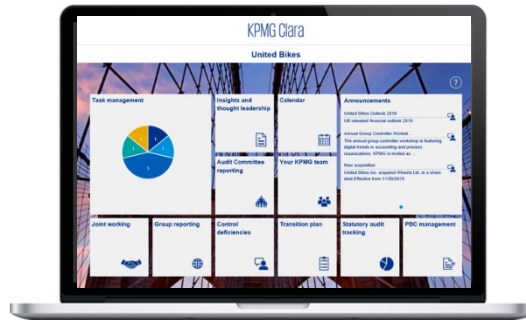 KPMG Clara
United Bikes
?
Task management
Insights and
thought leadership
Calendar
Announcements
United Bikes Outlook 2019
UB released financial outlook 2019
Annual Group Controller Worksh...
The annual group controller workshop is featuring
digital trends in accounting and process
organizations. KPMG is invited as ...
New acquisition
United Bikes Inc. acquired Wheels Ltd. in a share
deal Effective from 11/30/2018.
Audit Committee
reporting
Your KPMG team
Joint working
Group reporting
Control
deficiencies
Transition plan
Statutory audit
tracking
PBC management